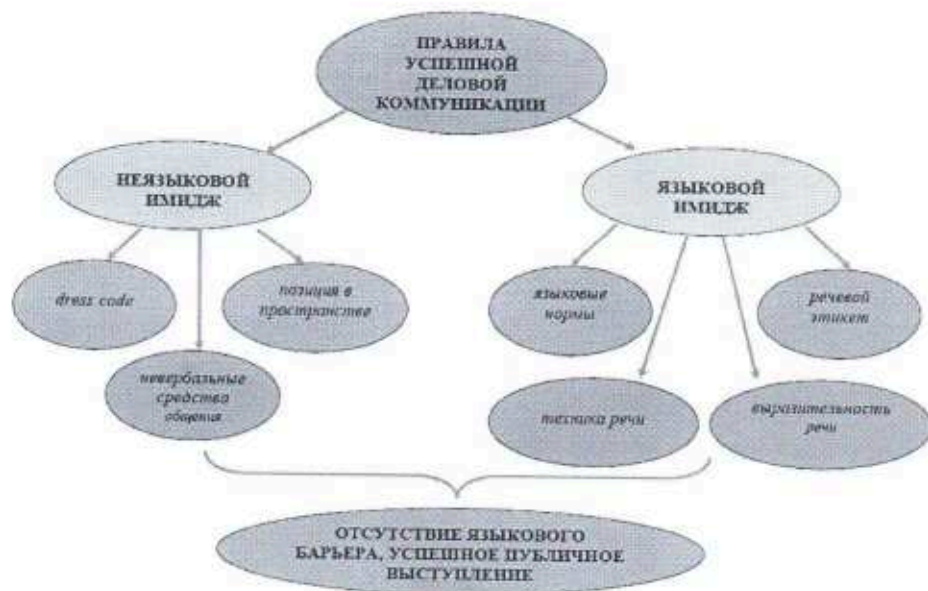 ПРАВИЛА
УСПЕШНОЙ
ДЕЛОВОЙ
КОММУНИКАЦИИ
НЕЯЗЫКОВОЙ
ИМИДЖ
ЯЗЫКОВОЙ
ИМИДЖ
dress code
позиция в
пространстве
невербальные
средства
общения
языковые
нормы
речевой
этикет
техника речи
выразительность
речи
ОТСУТСТВИЕ ЯЗЫКОВОГО
БАРЬЕРА, УСПЕШНОЕ ПУБЛИЧНОЕ
ВЫСТУПЛЕНИЕ